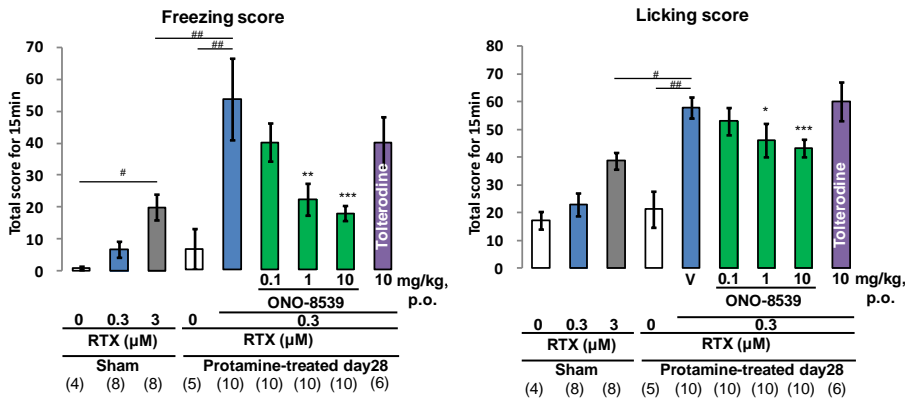 Freezing score
##
##
#
**
***
Total score for 15min
70
60
50
40
30
20
10
0
Tolterodine
0.1 1 10 10 mg/kg, p.o.
ONO-8539
0 0.3 3 0 0.3
RTX (μM) RTX (μM)
Sham Protamine-treated day28
(4) (8) (8) (5) (10) (10) (10) (10) (6)
Licking score
#
##
*
***
Total score for 15min
80
70
60
50
40
30
20
10
0
Tolterodine
V 0.1 1 10 10 mg/kg, p.o.
ONO-8539
0 0.3 3 0 0.3
RTX (μM) RTX (μM)
Sham Protamine-treated day28
(4) (8) (8) (5) (10) (10) (10) (10) (6)